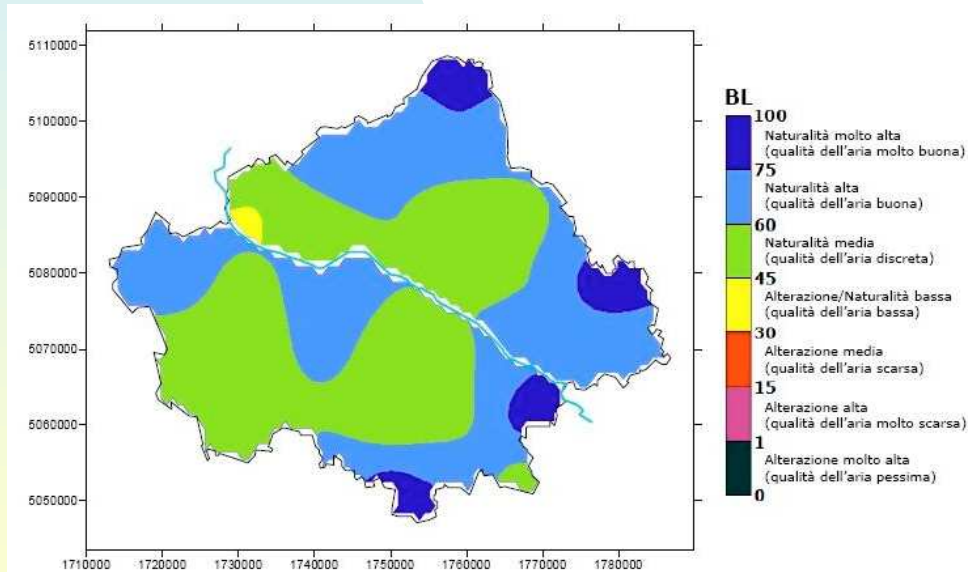 5110000
5100000
5090000
5080000
5070000
5060000
5050000
1710000 1720000 1730000 1740000 1750000 1760000 1770000 1780000
BL
100
Naturalità molto alta
(qualità dell'aria molto buona)
75
Naturalità alta
(qualità dell'aria buona)
60
Naturalità media
(qualità dell'aria discreta)
45
Alterazione/Naturalità bassa
(qualità dell'aria bassa)
30
Alterazione media
(qualità dell'aria scarsa)
15
Alterazione alta
(qualità dell'aria molto scarsa)
1
Alterazione molto alta
(qualità dell'aria pessima)
0